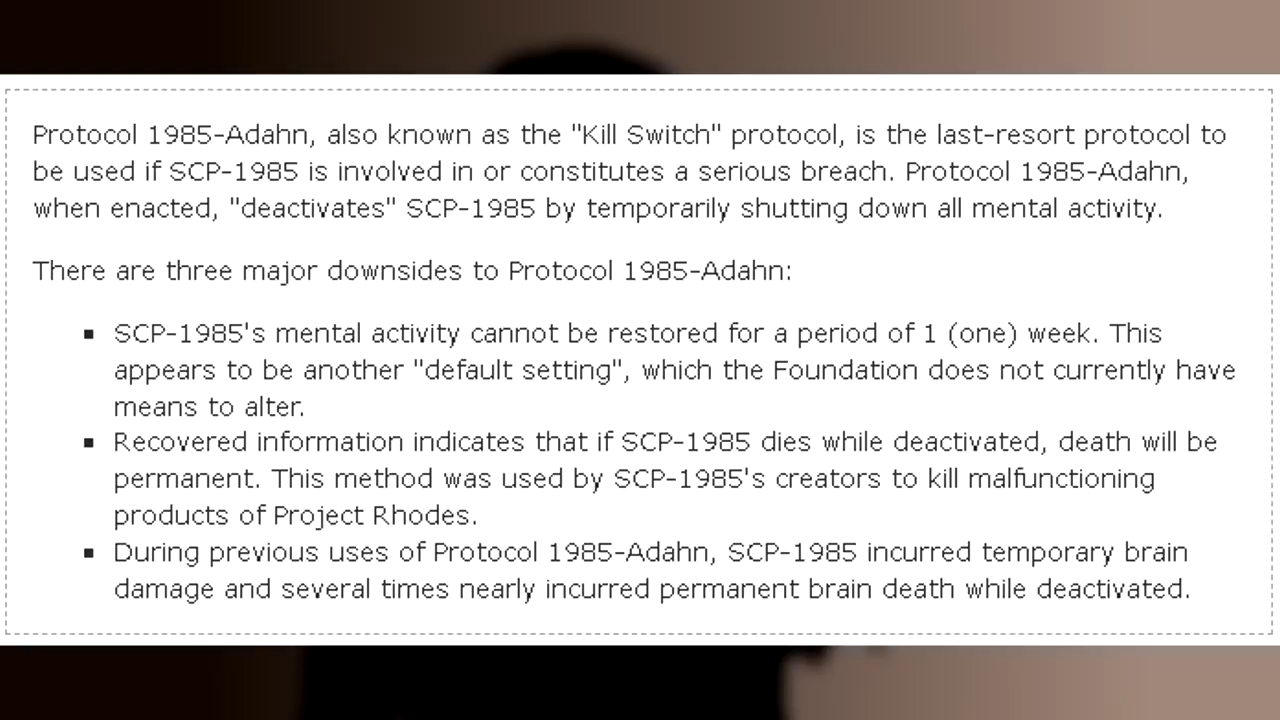 Protocol 1985-Adahn, also known as the "Kill Switch" protocol, is the last-resort protocol to
be used if SCP-1985 is involved in or constitutes a serious breach. Protocol 1985-Adahn,
when enacted, "deactivates" SCP-1985 by temporarily shutting down all mental activity.
There are three major downsides to Protocol 1985-Adahn:
▪ SCP-1985's mental activity cannot be restored for a period of 1 (one) week. This
appears to be another "default setting", which the Foundation does not currently have
means to alter.
▪ Recovered information indicates that if SCP-1985 dies while deactivated, death will be
permanent. This method was used by SCP-1985's creators to kill malfunctioning
products of Project Rhodes.
▪ During previous uses of Protocol 1985-Adahn, SCP-1985 incurred temporary brain
damage and several times nearly incurred permanent brain death while deactivated.